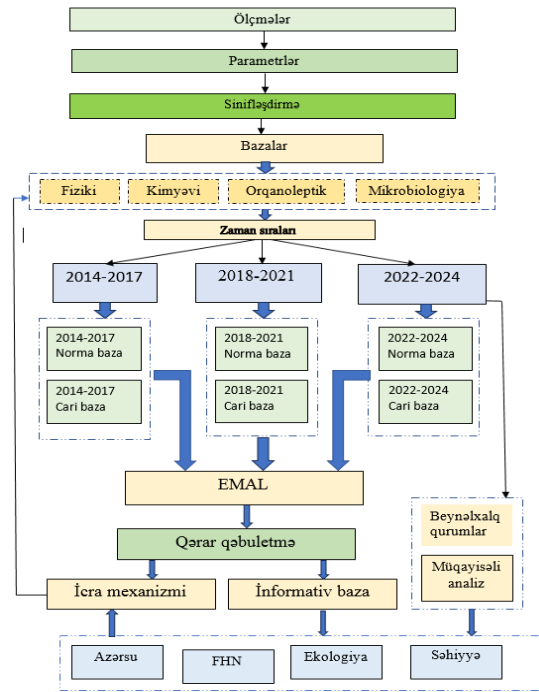 Ölçmələr
Parametrlər
Sinifləşdirmə
Bazalar
Fiziki
Kimyəvi
Orqanoleptik
Mikrobiologiya
Zaman sıraları
2014-2017
2018-2021
2022-2024
2014-2017
Norma baza
2018-2021
Norma baza
2022-2024
Norma baza
2014-2017
Cari baza
2018-2021
Cari baza
2022-2024
Cari baza
EMAL
Beynəlxalq
qurumlar
Qərar qəbuletmə
Müqayisəli
analiz
İcra mexanizmi
İnformativ baza
Azərsu
FHN
Ekologiya
Səhiyyə